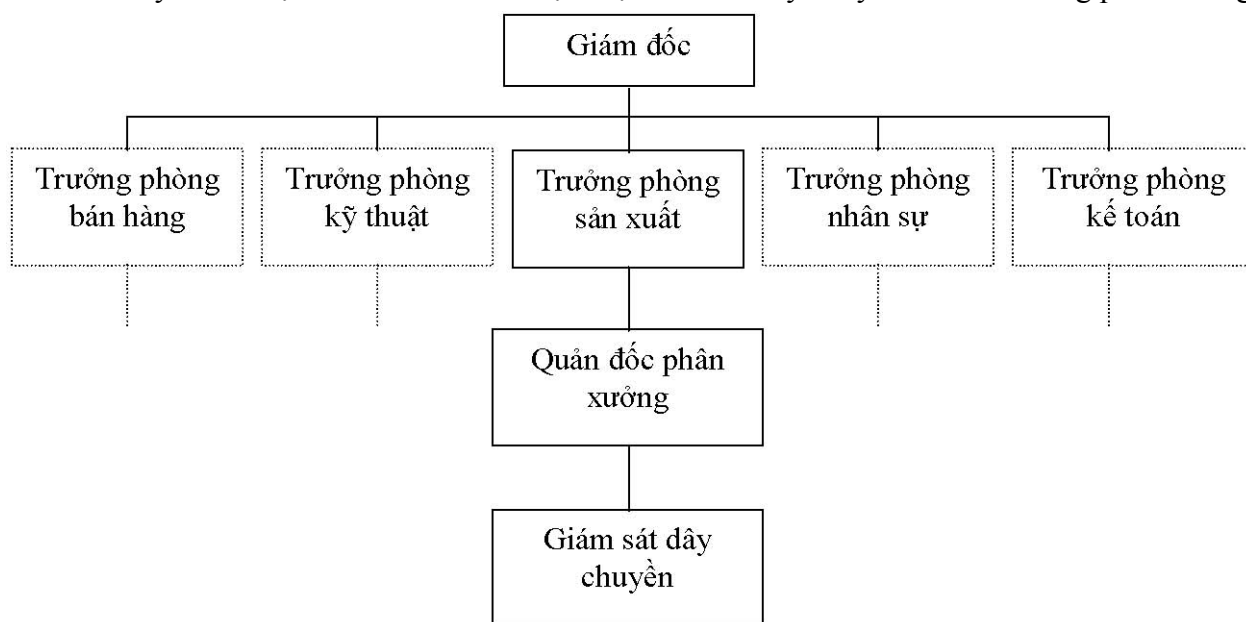 Giám đốc
Trưởng phòng
bán hàng
Trưởng phòng
kỹ thuật
Trưởng phòng
sản xuất
Trưởng phòng
nhân sự
Trưởng phòng
kế toán
Quản đốc phân
xưởng
Giám sát dây
chuyền